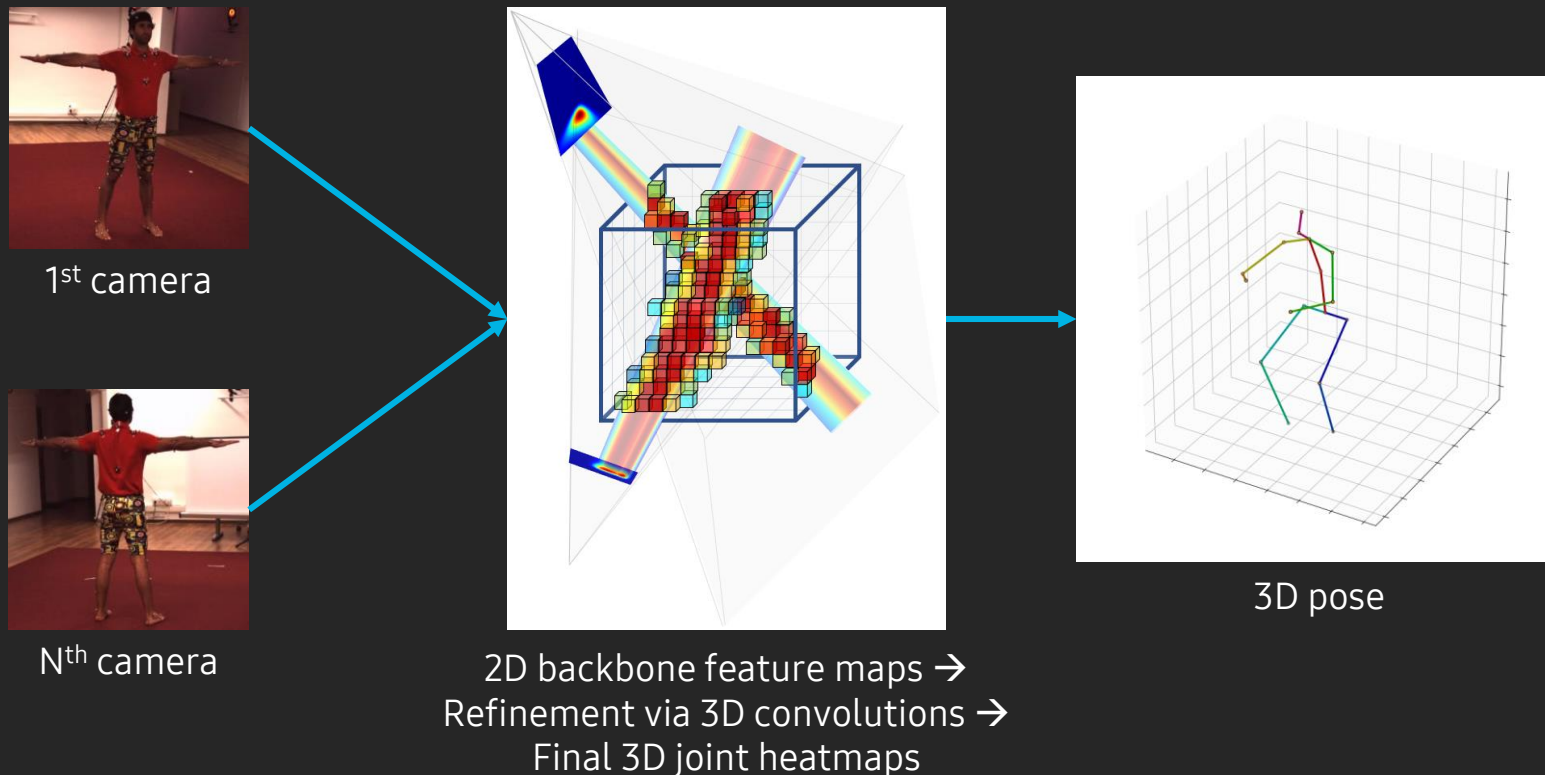 1st camera
Nth camera
2D backbone feature maps →
Refinement via 3D convolutions →
Final 3D joint heatmaps
3D pose